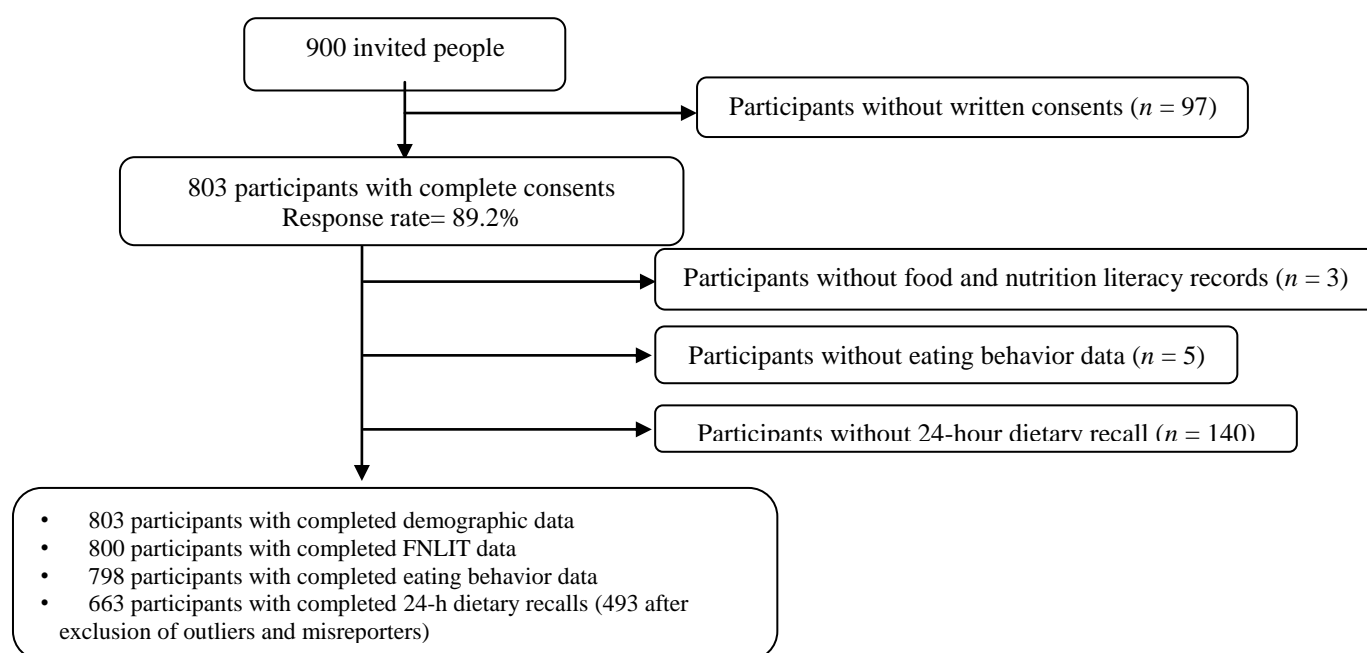 900 invited people
Participants without written consents (n = 97)
803 participants with complete consents
Response rate= 89.2%
Participants without food and nutrition literacy records (n = 3)
Participants without eating behavior data (n = 5)
Participants without 24-hour dietary recall (n = 140)
• 803 participants with completed demographic data
• 800 participants with completed FNLIT data
• 798 participants with completed eating behavior data
• 663 participants with completed 24-h dietary recalls (493 after
exclusion of outliers and misreporters)